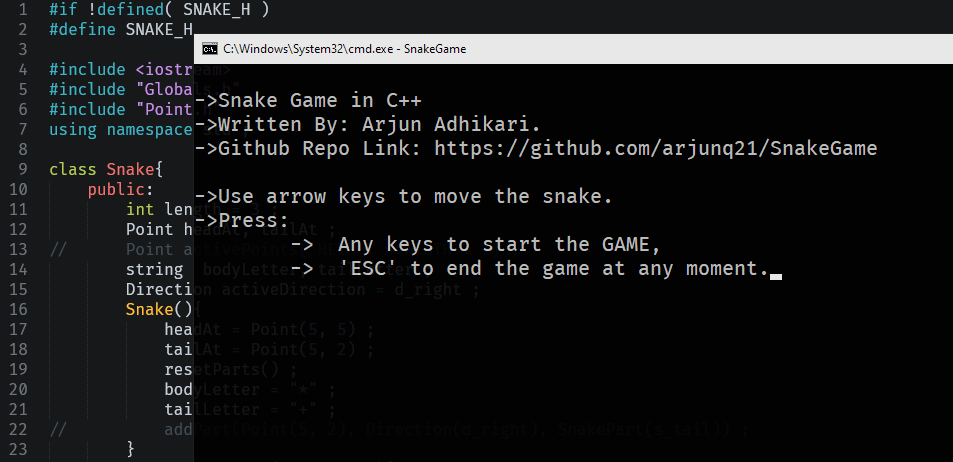 1 #if !defined( SNAKE_H )
2 #define SNAKE_H
3
4 #include <iostream>
5 #include "Globals.h"
6 #include "Point.h"
7 using namespace
8
9 class Snake{
10 public:
11 int length
12 Point headAt, tailAt ;
13 // Point
14 string bodyLetter, tailLetter
15 Direction activeDirection = d_right ;
16 Snake(){
17 headAt = Point(5, 5) ;
18 tailAt = Point(5, 2) ;
19 resetParts() ;
20 bodyLetter = "*" ;
21 tailLetter = "+" ;
22 // addPart(Point(5, 2), Direction(d_right), SnakePart(s_tail)) ;
23 }
C:\Windows\System32\cmd.exe - SnakeGame
->Snake Game in C++
->Written By: Arjun Adhikari.
->Github Repo Link: https://github.com/arjunq21/SnakeGame
->Use arrow keys to move the snake.
->Press:
-> Any keys to start the GAME,
-> 'ESC' to end the game at any moment.